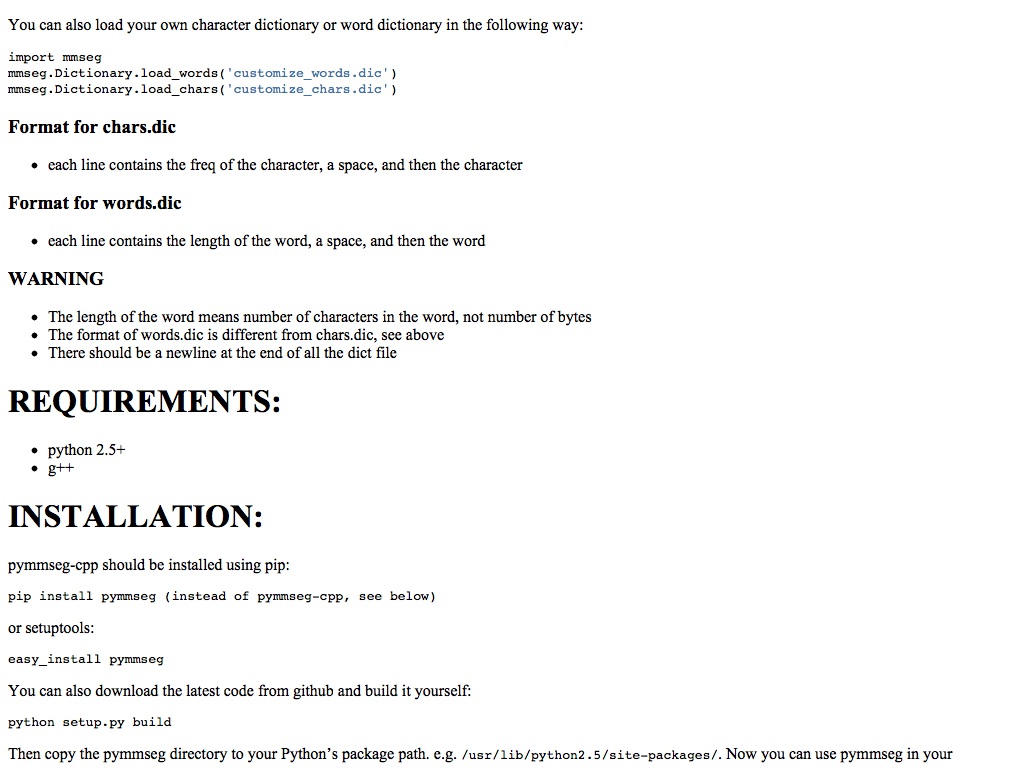 You can also load your own character dictionary or word dictionary in the following way:
import mmseg
mmseg.Dictionary.load_words('customize_words.dic')
mmseg.Dictionary.load_chars('customize_chars.dic')
Format for chars.dic
• each line contains the freq of the character, a space, and then the character
Format for words.dic
• each line contains the length of the word, a space, and then the word
WARNING
• The length of the word means number of characters in the word, not number of bytes
• The format of words.dic is different from chars.dic, see above
• There should be a newline at the end of all the dict file
REQUIREMENTS:
• python 2.5+
• g++
INSTALLATION:
pymmseg-cpp should be installed using pip:
pip install pymmseg (instead of pymmseg-cpp, see below)
or setuptools:
easy_install pymmseg
You can also download the latest code from github and build it yourself:
python setup.py build
Then copy the pymmseg directory to your Python’s package path. e.g. /usr/lib/python2.5/site-packages/. Now you can use pymmseg in your